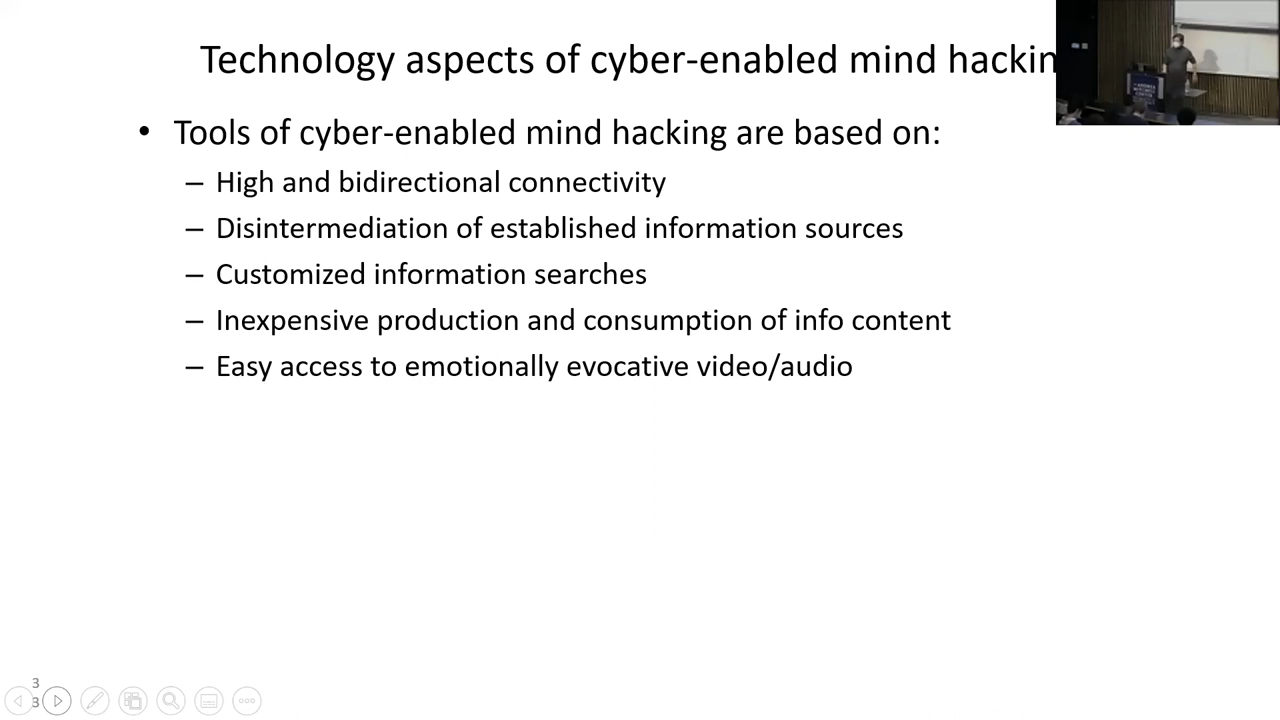 Technology aspects of cyber-enabled mind hackin
• Tools of cyber-enabled mind hacking are based on:
– High and bidirectional connectivity
– Disintermediation of established information sources
– Customized information searches
– Inexpensive production and consumption of info content
– Easy access to emotionally evocative video/audio
3
3